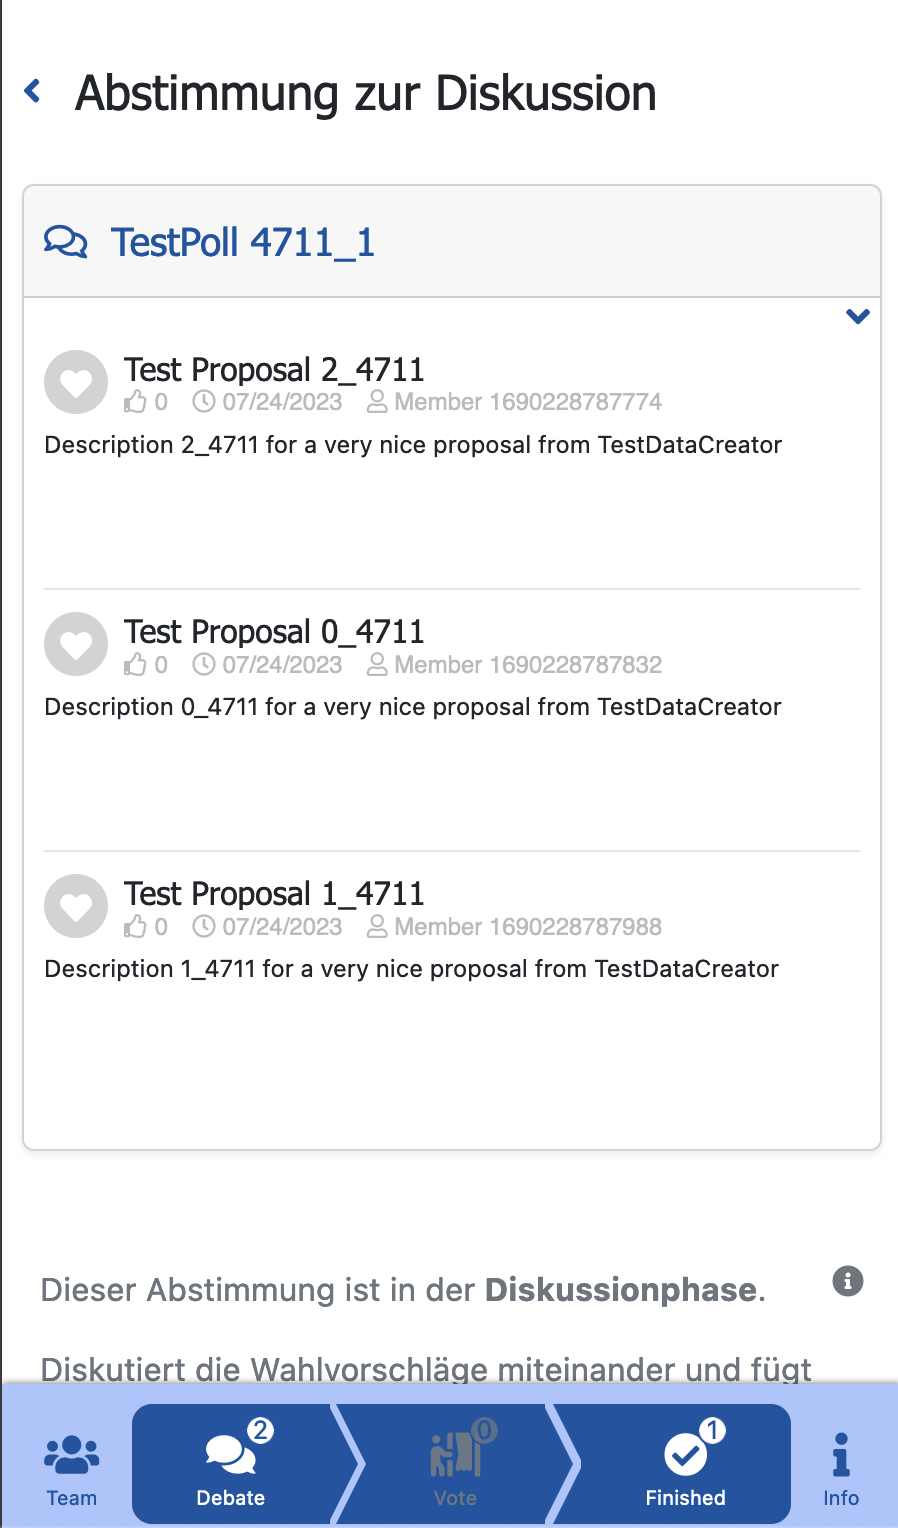 Abstimmung zur Diskussion
TestPoll 4711_1
Test Proposal 2_4711
0 07/24/2023 Member 1690228787774
Description 2_4711 for a very nice proposal from TestDataCreator
Test Proposal 0_4711
0 07/24/2023 Member 1690228787832
Description 0_4711 for a very nice proposal from TestDataCreator
Test Proposal 1_4711
0 07/24/2023 Member 1690228787988
Description 1_4711 for a very nice proposal from TestDataCreator
Dieser Abstimmung ist in der Diskussionphase.
Diskutiert die Wahlvorschläge miteinander und fügt
2 0 1
Team Debate Vote Finished Info